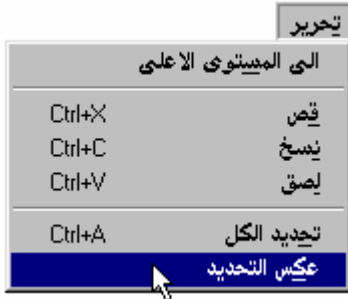 تحرير
الى المستوى الاعلى
قص Ctrl+X
نسخ Ctrl+C
لصق Ctrl+V
تحديد الكل Ctrl+A
عكس التحديد